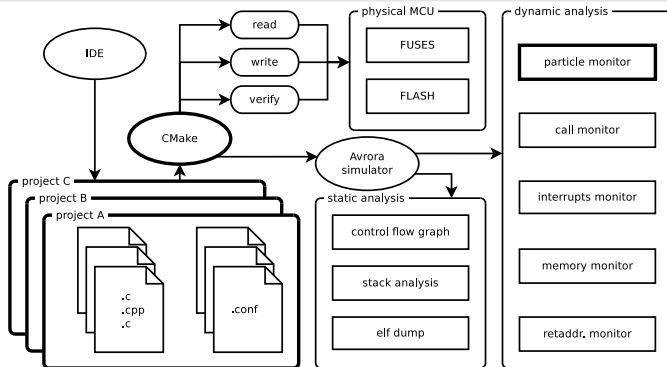 IDE
CMake
read
write
verify
physical MCU
FUSES
FLASH
Avrora
simulator
project C
project B
project A
.c
.cpp
.c
.conf
static analysis
control flow graph
stack analysis
elf dump
dynamic analysis
particle monitor
call monitor
interrupts monitor
memory monitor
retaddr. monitor